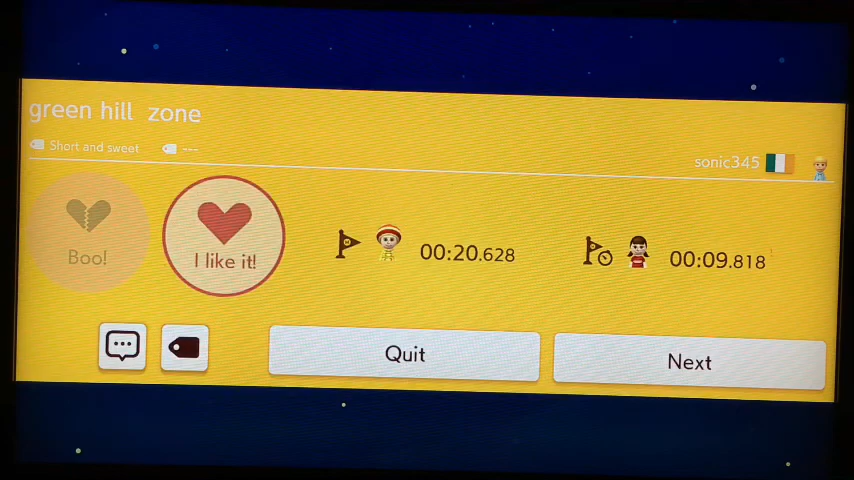 green hill zone
Short and sweet ---
sonic345
Boo!
I like it!
M
00:20.628
00:09.818
Quit
Next